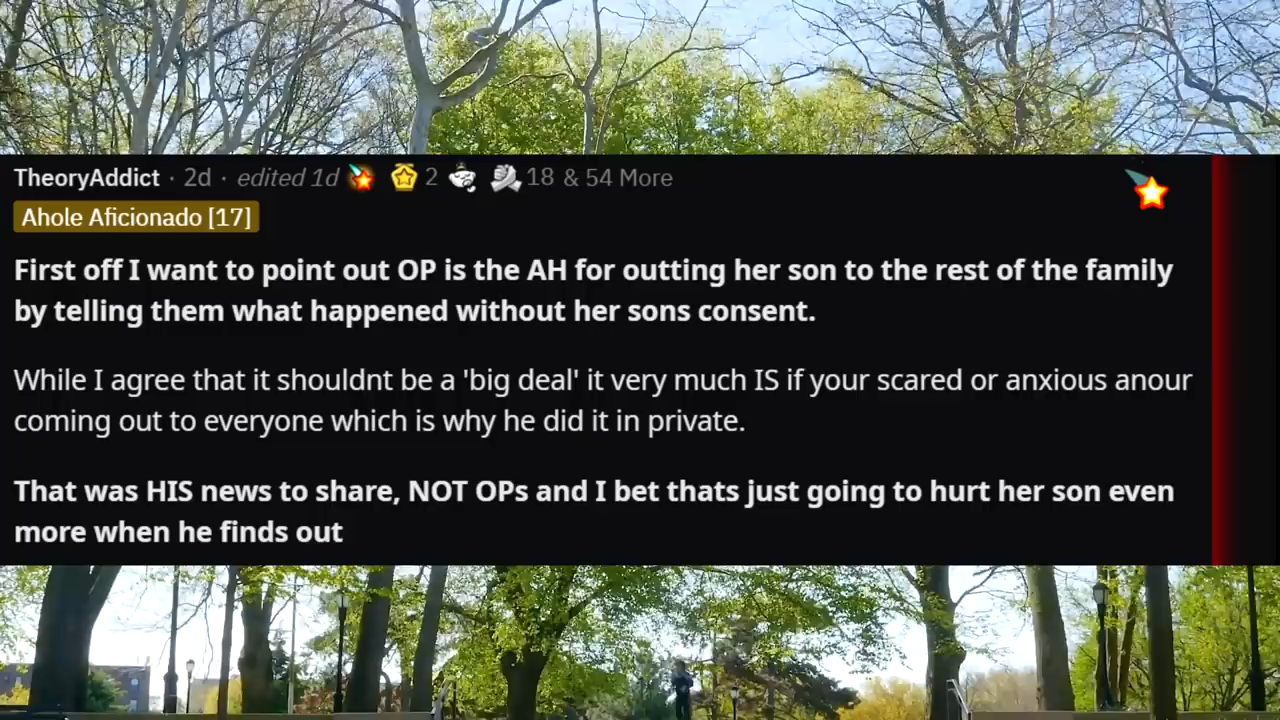 TheoryAddict · 2d · edited 1d 2 18 & 54 More
Ahole Aficionado [17]
First off I want to point out OP is the AH for outting her son to the rest of the family
by telling them what happened without her sons consent.
While I agree that it shouldnt be a 'big deal' it very much IS if your scared or anxious anour
coming out to everyone which is why he did it in private.
That was HIS news to share, NOT OPs and I bet thats just going to hurt her son even
more when he finds out